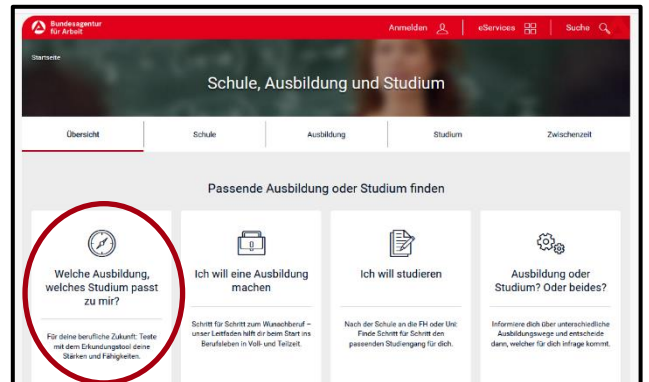 Bundesagentur
für Arbeit
Anmelden
eServices
Suche
Startseite
Schule, Ausbildung und Studium
Übersicht
Schule
Ausbildung
Studium
Zwischenzeit
Passende Ausbildung oder Studium finden
Welche Ausbildung,
welches Studium passt
zu mir?
Für deine berufliche Zukunft: Teste
mit dem Erkundungstool deine
Stärken und Fähigkeiten.
Ich will eine Ausbildung
machen
Schritt für Schritt zum Wunschberuf –
unser Leitfaden hilft dir beim Start ins
Berufsleben in Voll- und Teilzeit.
Ich will studieren
Nach der Schule an die FH oder Uni:
Finde Schritt für Schritt den
passenden Studiengang für dich.
Ausbildung oder
Studium? Oder beides?
Informiere dich über unterschiedliche
Ausbildungswege und entscheide
dann, welcher für dich infrage kommt.